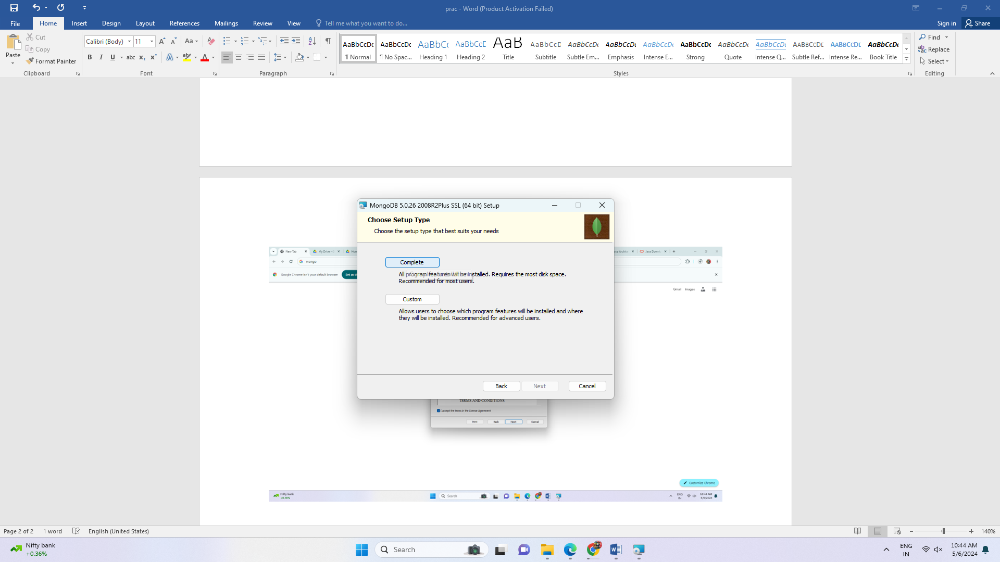 prac - Word (Product Activation Failed)
File Home Insert Design Layout References Mailings Review View Tell me what you want to do... Sign in Share
Paste Cut Copy Format Painter
Calibri (Body) 11 Aa
B I U abc X₂ X² A ab A
AaBbCcDc AaBbCcDc AaBbCc AaBbCcD AaB AaBbCcD AaBbCcDc AaBbCcDc AaBbCcDc AaBbCcDc AaBbCcDc AaBbCcDc AABBCCDD AABBCCDE AaBbCcDc
¶ Normal ¶ No Spac... Heading 1 Heading 2 Title Subtitle Subtle Em... Emphasis Intense E... Strong Quote Intense Q... Subtle Ref... Intense Re... Book Title
Find Replace Select
Clipboard Font Paragraph Styles Editing
MongoDB 5.0.26 2008R2Plus SSL (64 bit) Setup
Choose Setup Type
Choose the setup type that best suits your needs
New Tab My Drive - Java Archive Java Downl
mongo
Google Chrome isn't your default browser
Gmail Images
Complete
All program features will be installed. Requires the most disk space.
Recommended for most users.
Custom
Allows users to choose which program features will be installed and where
they will be installed. Recommended for advanced users.
Back Next Cancel
TERMS AND CONDITIONS
I accept the terms in the License Agreement
Print Back Next Cancel
Customize Chrome
Nifty bank
+0.36%
Search
ENG
IN
10:44 AM
5/6/2024
Page 2 of 2 1 word English (United States) 140%
Nifty bank
+0.36%
Search
ENG
IN
10:44 AM
5/6/2024